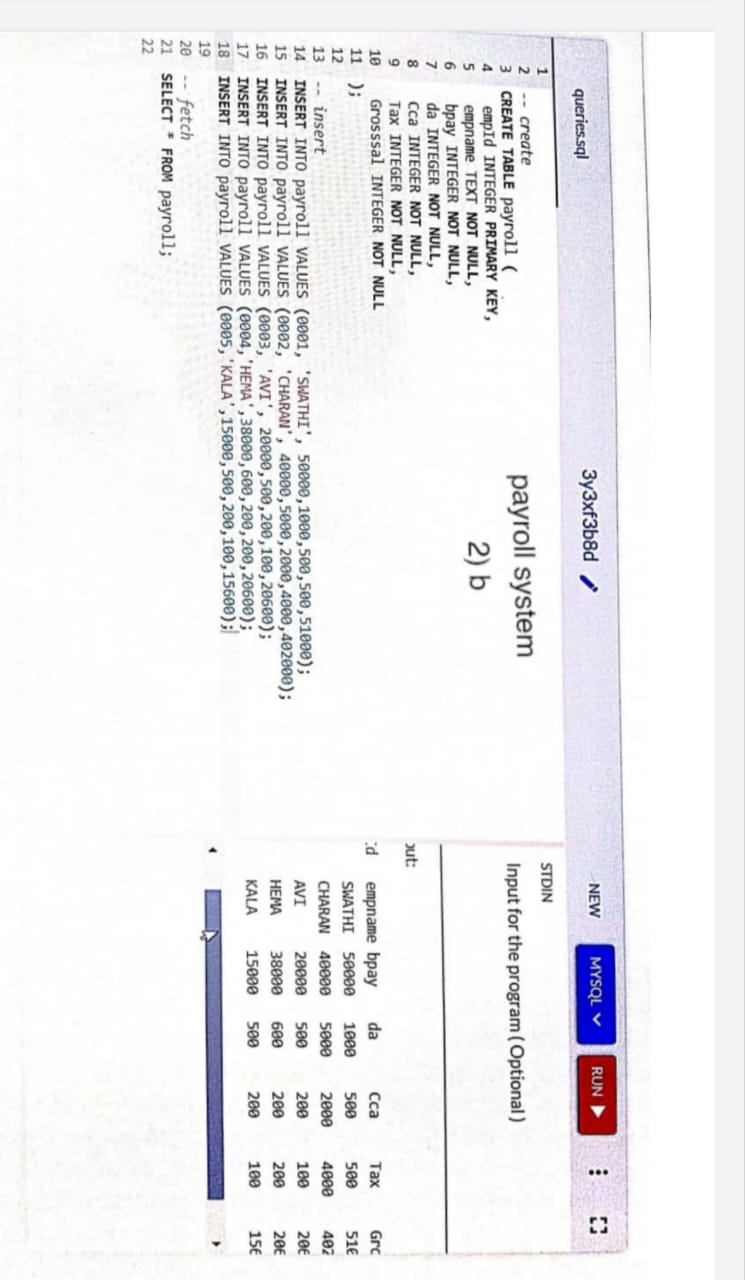 queries.sql
3y3xf3b8d
NEW
MYSQL
RUN
payroll system
2) b
1
2 -- create
3 CREATE TABLE payroll (
4 empId INTEGER PRIMARY KEY,
5 empname TEXT NOT NULL,
6 bpay INTEGER NOT NULL,
7 da INTEGER NOT NULL,
8 Cca INTEGER NOT NULL,
9 Tax INTEGER NOT NULL,
10 Grosssal INTEGER NOT NULL
11 );
12
13 -- insert
14 INSERT INTO payroll VALUES (0001, 'SWATHI', 50000,1000,500,500,51000);
15 INSERT INTO payroll VALUES (0002, 'CHARAN', 40000,5000,2000,4000,402000);
16 INSERT INTO payroll VALUES (0003, 'AVI', 20000,500,200,100,20600);
17 INSERT INTO payroll VALUES (0004,'HEMA',38000,600,200,200,20600);
18 INSERT INTO payroll VALUES (0005,'KALA',15000,500,200,100,15600);
19
20 -- fetch
21 SELECT * FROM payroll;
22
STDIN
Input for the program ( Optional )
out:
:d empname bpay da Cca Tax Grc
SWATHI 50000 1000 500 500 510
CHARAN 40000 5000 2000 4000 402
AVI 20000 500 200 100 206
HEMA 38000 600 200 200 206
KALA 15000 500 200 100 156